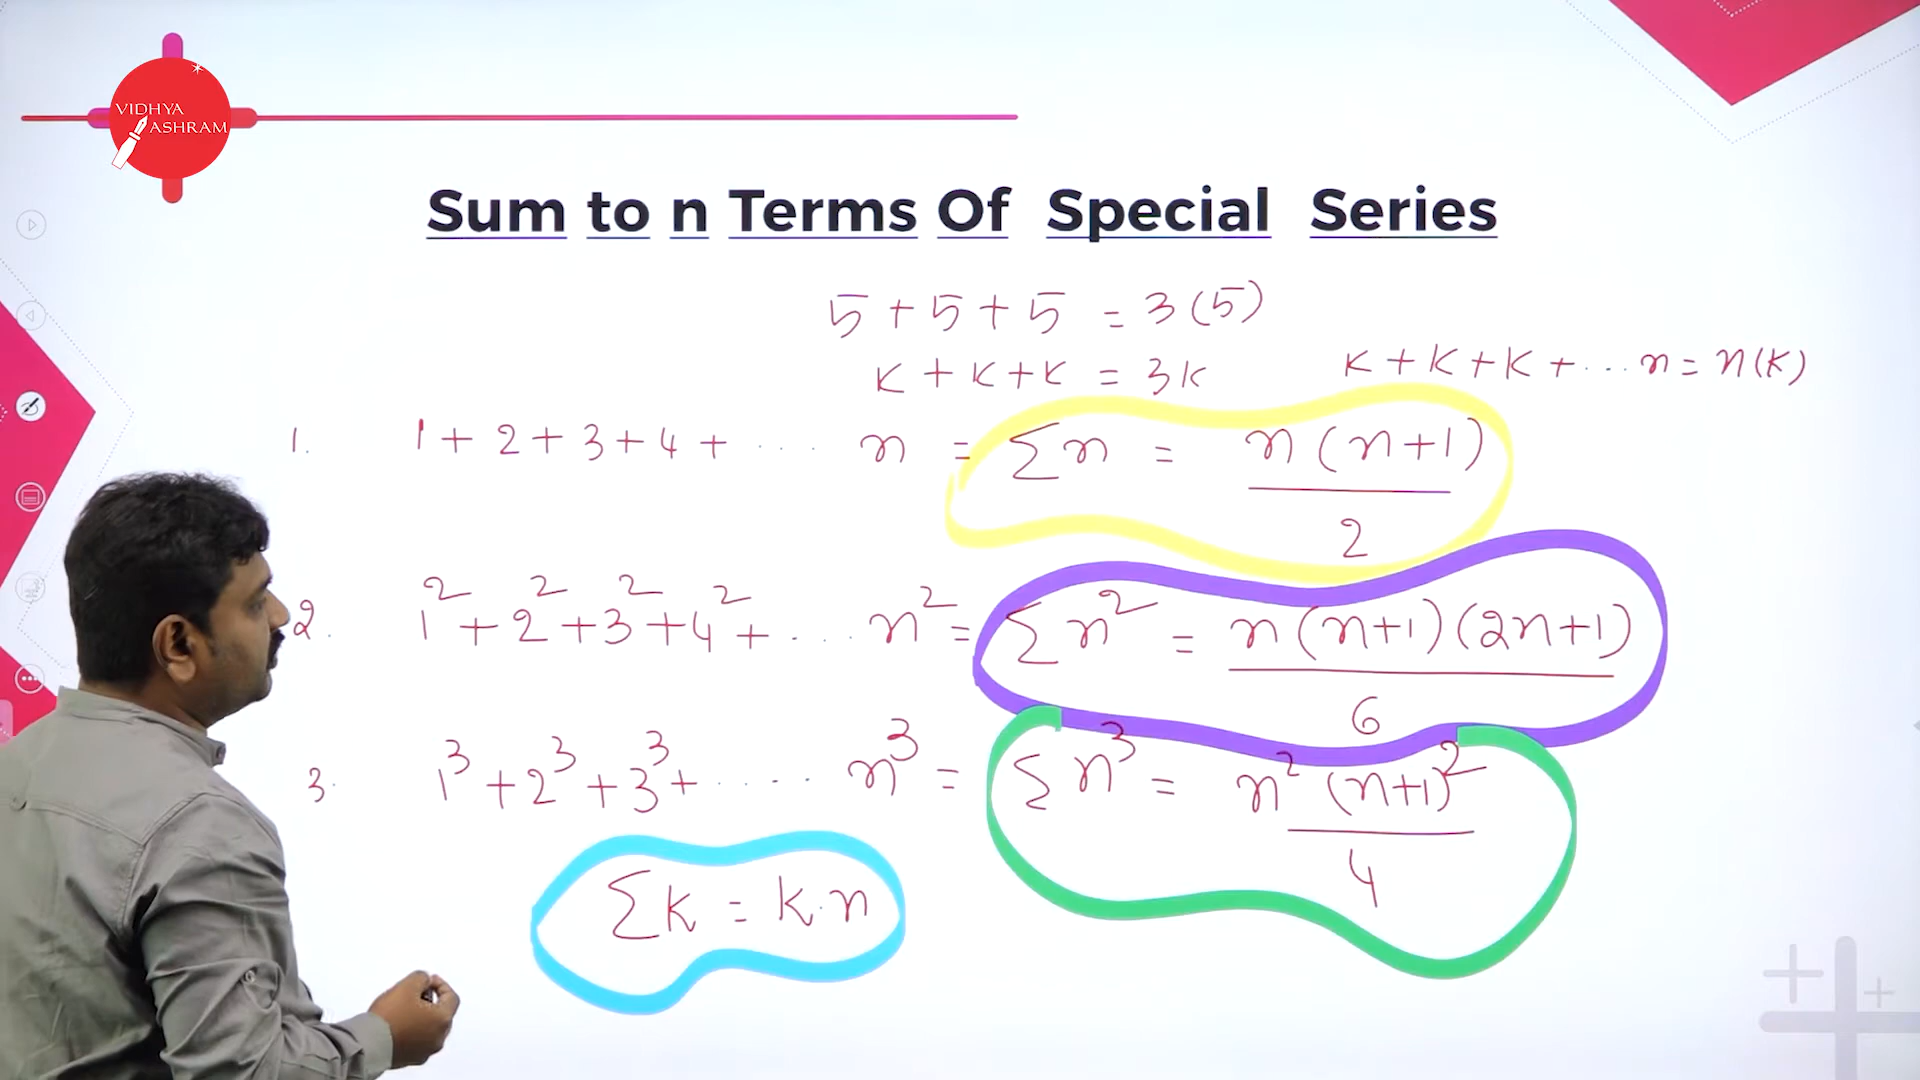 VIDHYA
ASHRAM
Sum to n Terms Of Special Series
5 + 5 + 5 = 3(5)
k + k + k = 3k
k + k + k + ... n = n(k)
1. 1 + 2 + 3 + 4 + .... n = Σn = n(n+1)/2
2. 1² + 2² + 3² + 4² + .... n² = Σn² = n(n+1)(2n+1)/6
3. 1³ + 2³ + 3³ + ..... n³ = Σn³ = n²(n+1)²/4
Σk = k.n